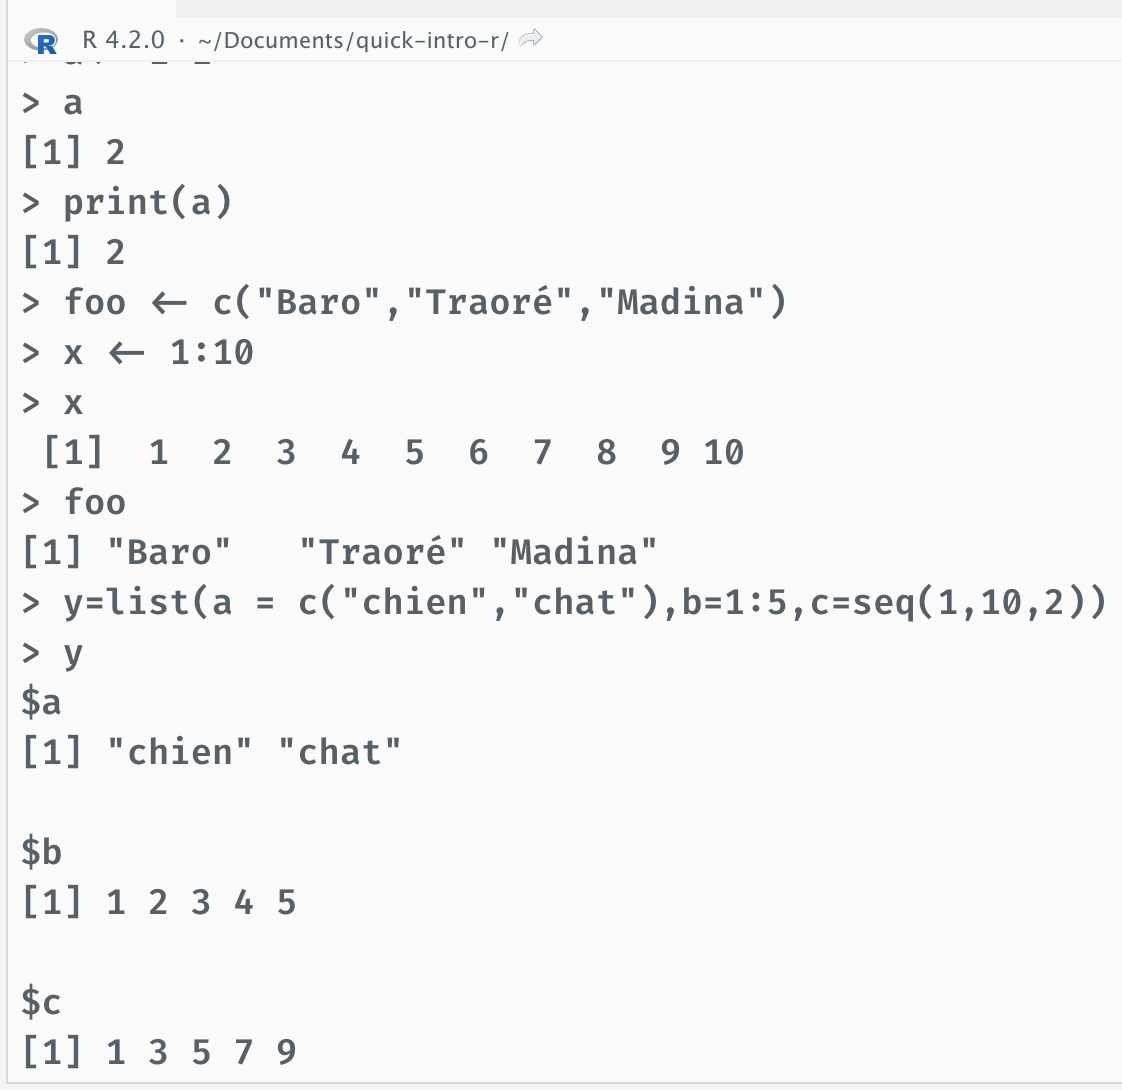 R 4.2.0 · ~/Documents/quick-intro-r/
> a
[1] 2
> print(a)
[1] 2
> foo <- c("Baro","Traoré","Madina")
> x <- 1:10
> x
 [1]  1  2  3  4  5  6  7  8  9 10
> foo
[1] "Baro"   "Traoré" "Madina"
> y=list(a = c("chien","chat"),b=1:5,c=seq(1,10,2))
> y
$a
[1] "chien" "chat"
$b
[1] 1 2 3 4 5
$c
[1] 1 3 5 7 9